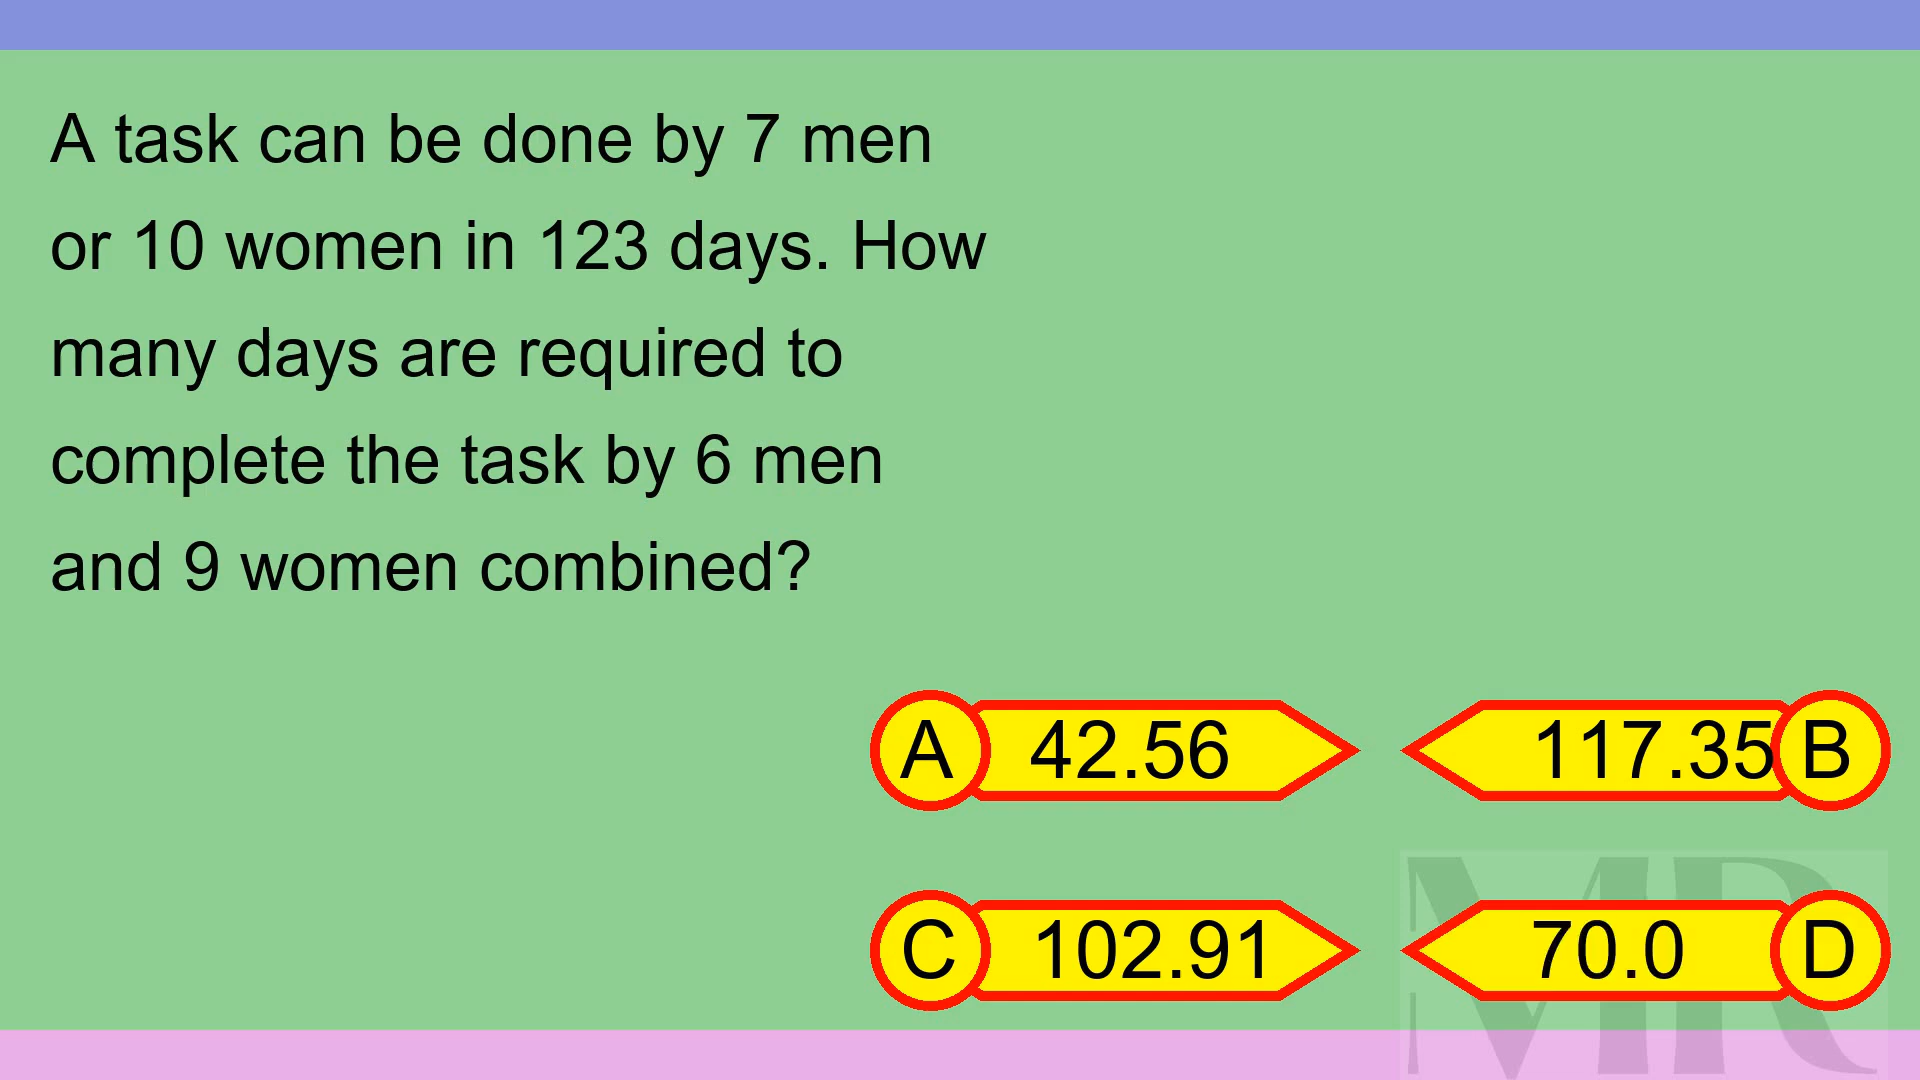 A task can be done by 7 men
or 10 women in 123 days. How
many days are required to
complete the task by 6 men
and 9 women combined?
A 42.56
117.35 B
C 102.91
70.0 D
MR